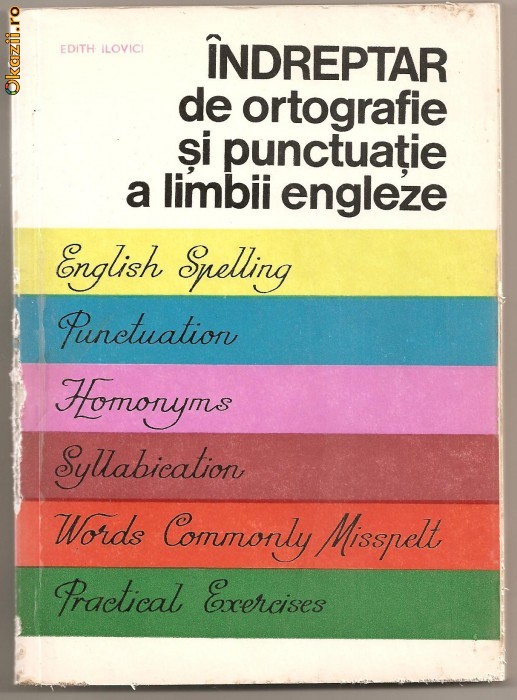 Okazii.ro
EDITH ILOVICI
ÎNDREPTAR
de ortografie
și punctuație
a limbii engleze
English Spelling
Punctuation
Homonyms
Syllabication
Words Commonly Misspelt
Practical Exercises